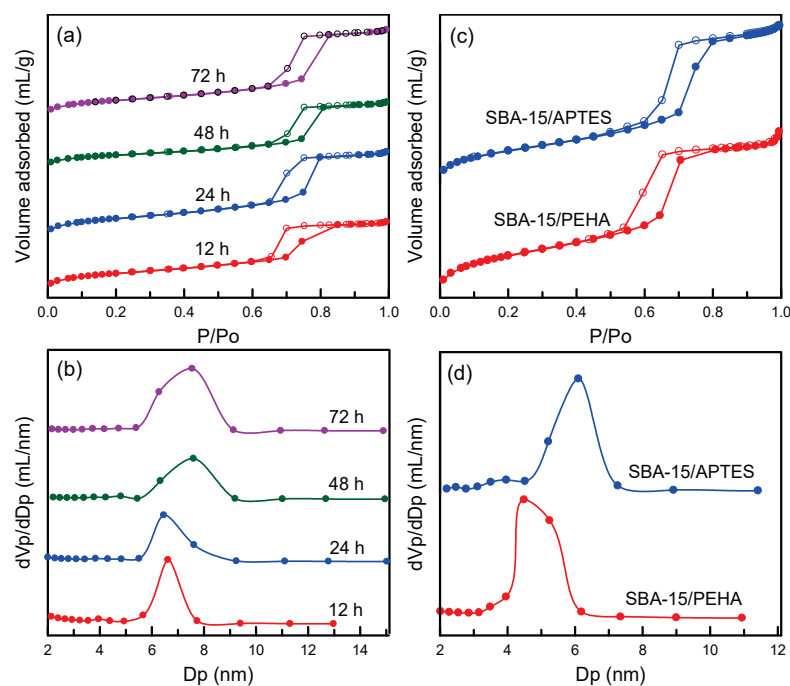 (a)
72 h
48 h
24 h
12 h
Volume adsorbed (mL/g)
0.0 0.2 0.4 0.6 0.8 1.0
P/Po
(c)
SBA-15/APTES
SBA-15/PEHA
Volume adsorbed (mL/g)
0.0 0.2 0.4 0.6 0.8 1.0
P/Po
(b)
72 h
48 h
24 h
12 h
dVp/dDp (mL/nm)
2 4 6 8 10 12 14
Dp (nm)
(d)
SBA-15/APTES
SBA-15/PEHA
dVp/dDp (mL/nm)
2 4 6 8 10 12
Dp (nm)